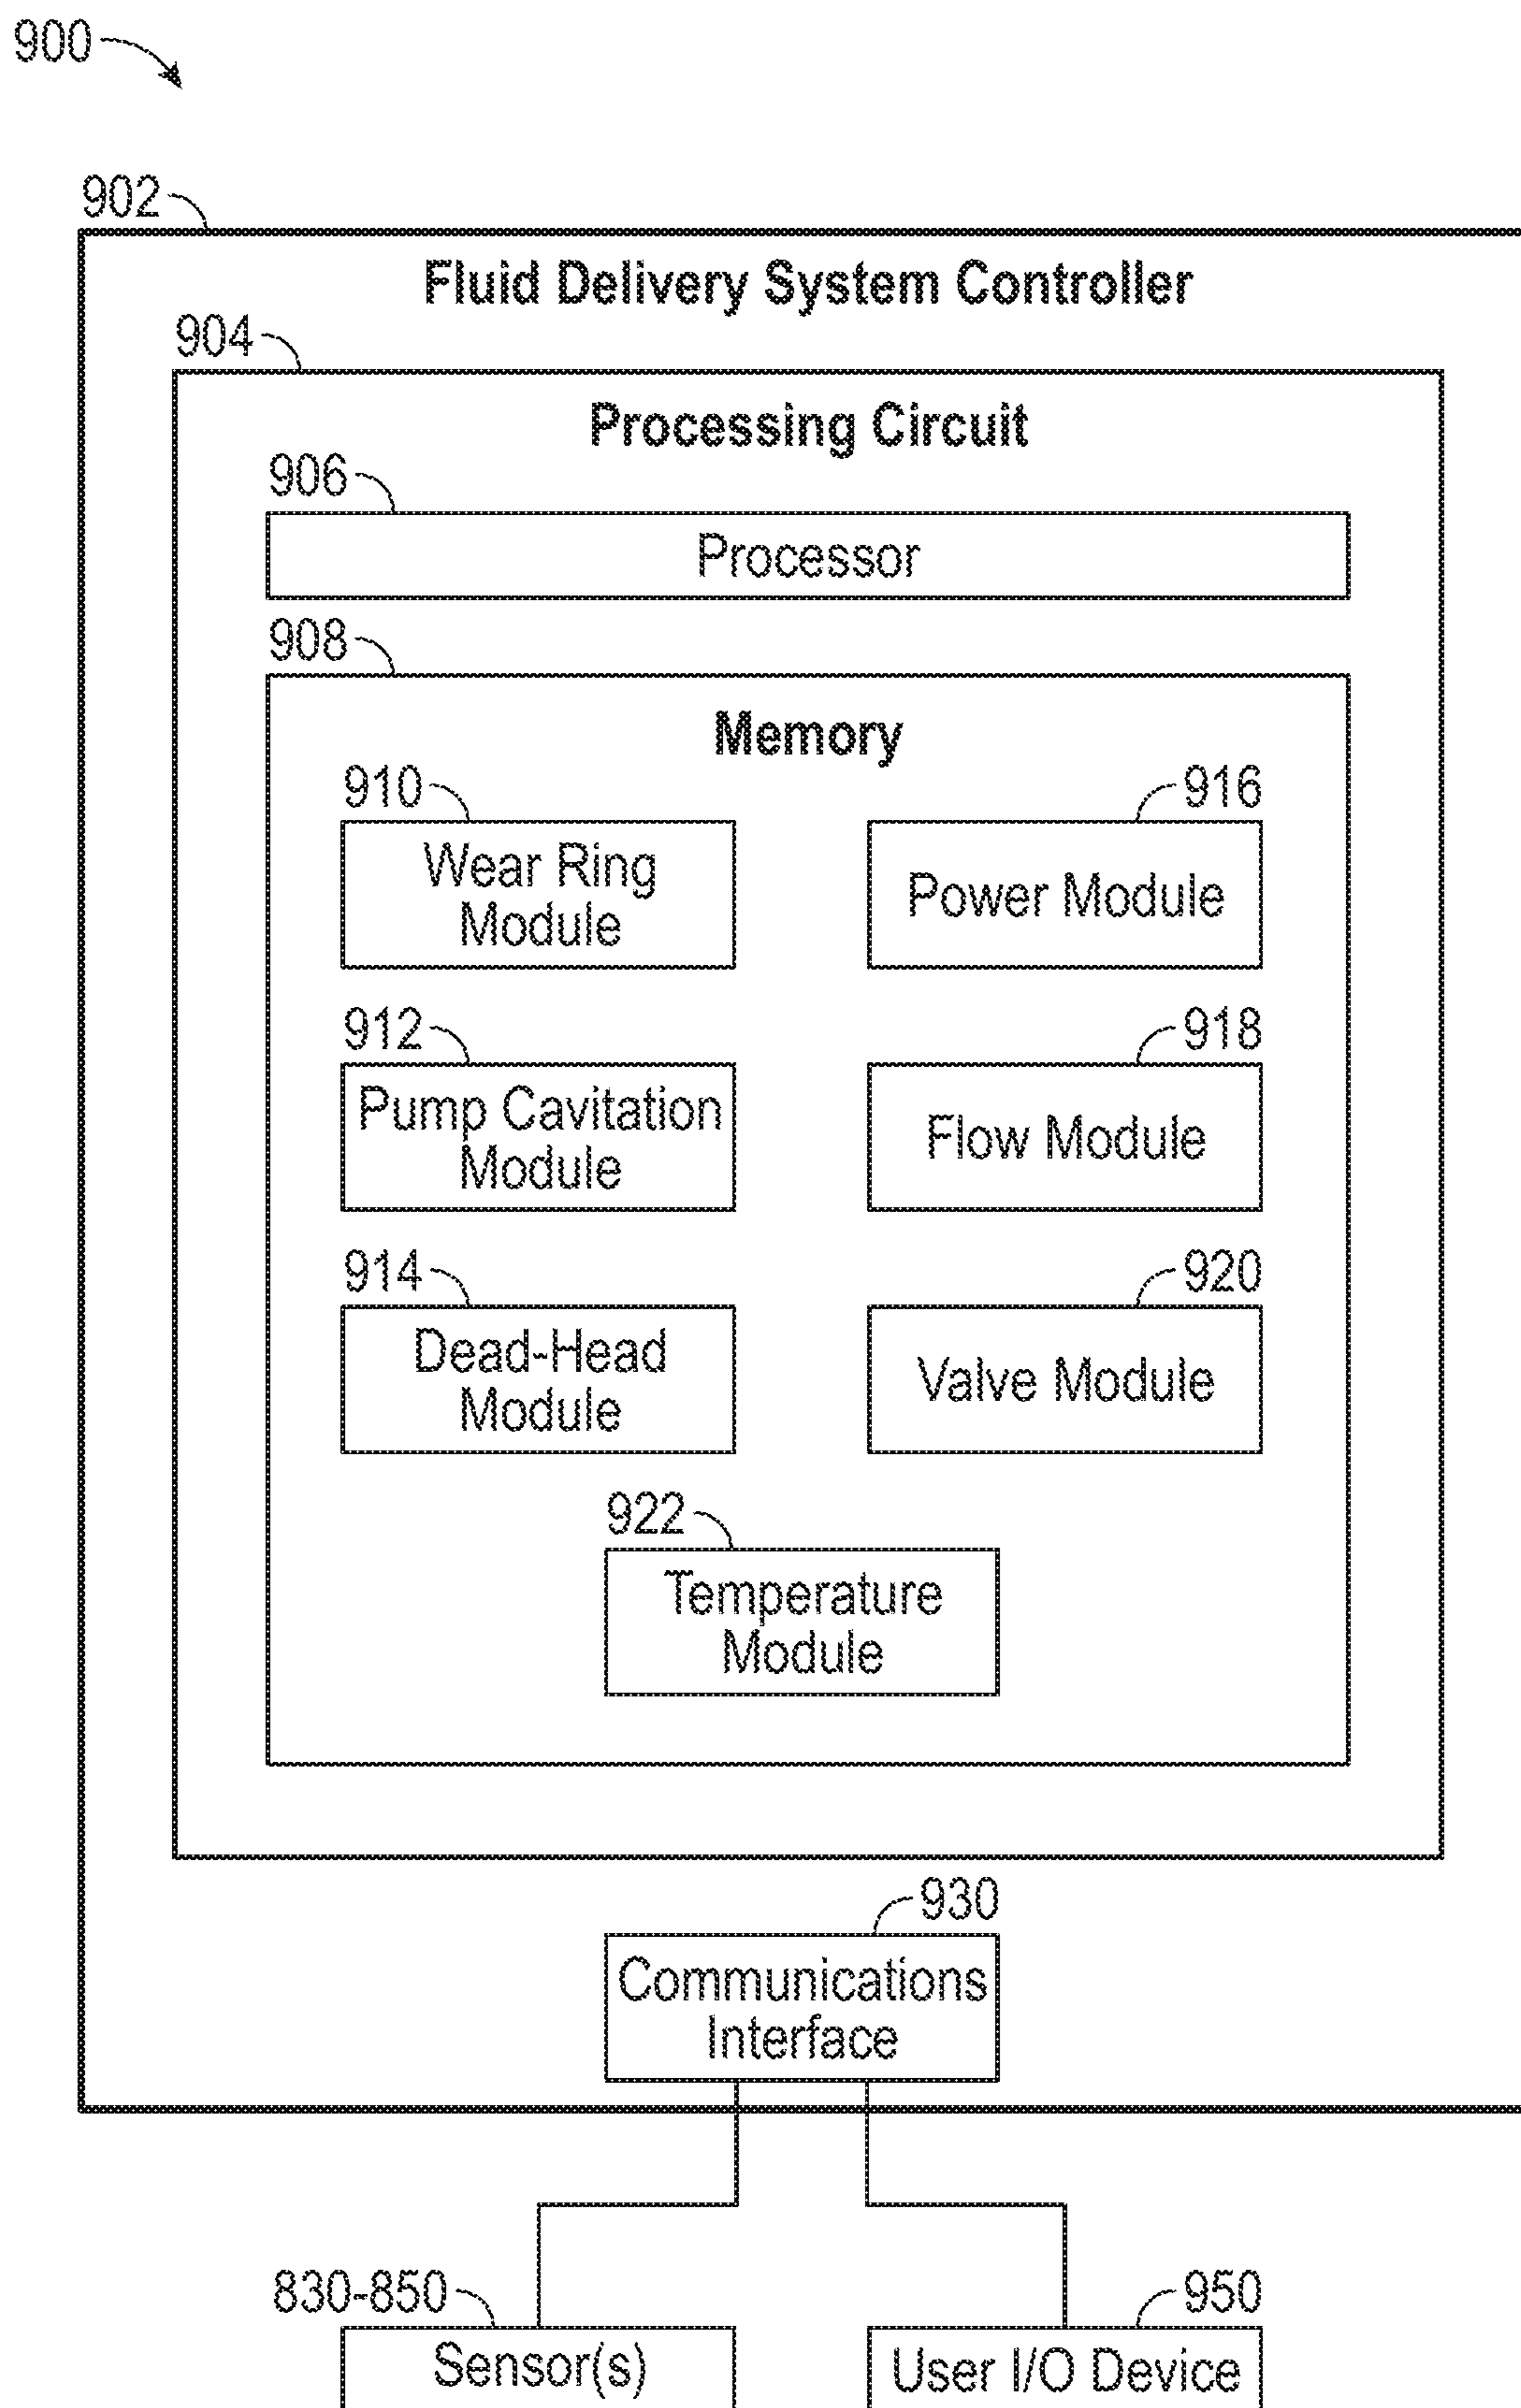 900
902
Fluid Delivery System Controller
904
Processing Circuit
906
Processor
908
Memory
910
916
Wear Ring
Module
Power Module
912
918
Pump Cavitation
Module
Flow Module
914
920
Dead-Head
Module
Valve Module
922
Temperature
Module
930
Communications
Interface
830-850
950
Sensor(s)
User I/O Device